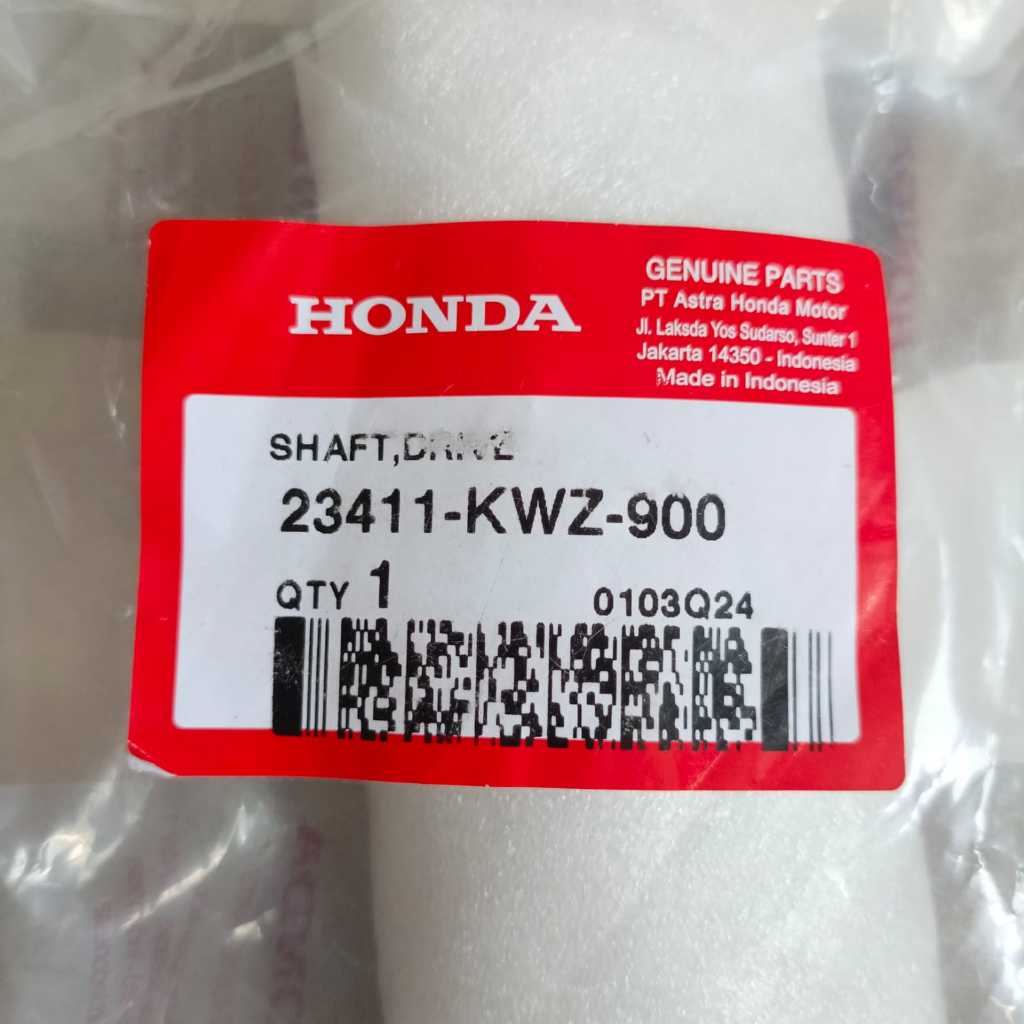 HONDA
GENUINE PARTS
PT Astra Honda Motor
Jl. Laksda Yos Sudarso, Sunter 1
Jakarta 14350 - Indonesia
Made in Indonesia
SHAFT,DRIVE
23411-KWZ-900
QTY 1
0103Q24